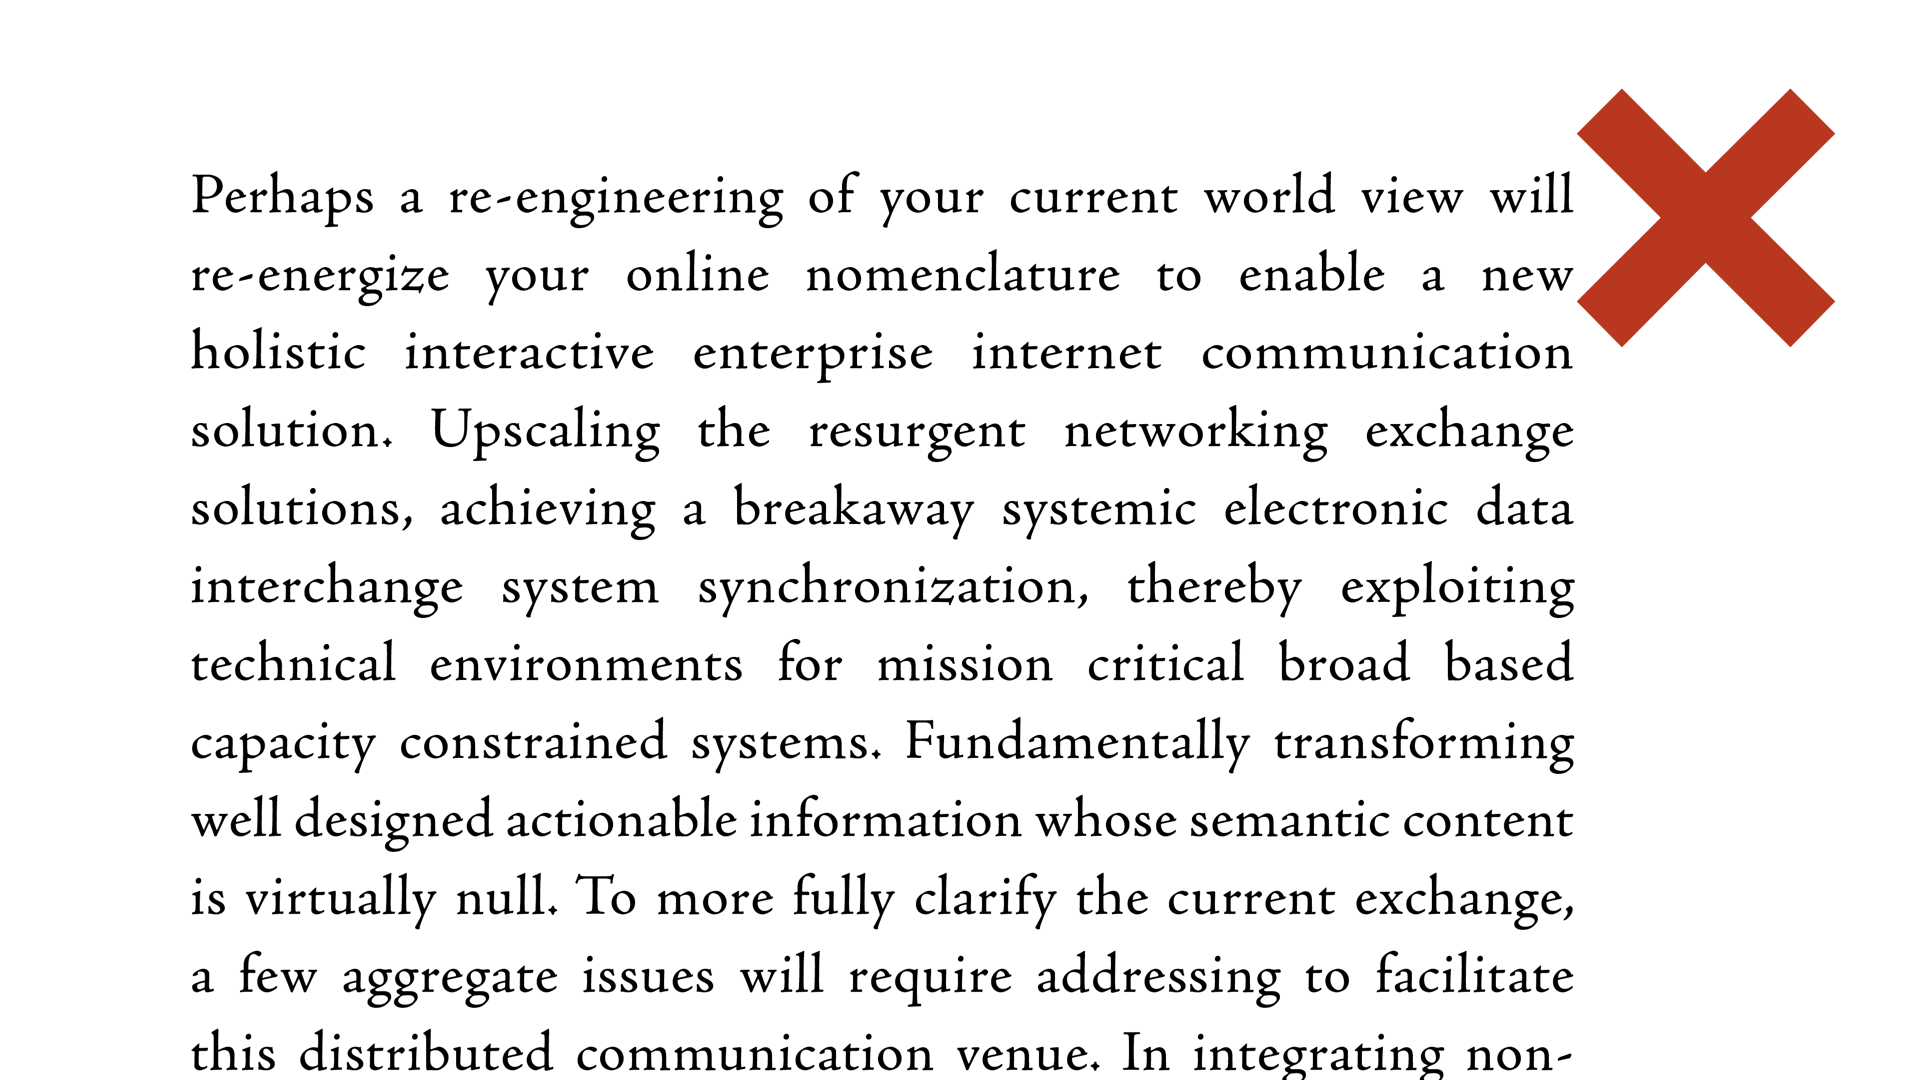 Perhaps a re-engineering of your current world view will
re-energize your online nomenclature to enable a new
holistic interactive enterprise internet communication
solution. Upscaling the resurgent networking exchange
solutions, achieving a breakaway systemic electronic data
interchange system synchronization, thereby exploiting
technical environments for mission critical broad based
capacity constrained systems. Fundamentally transforming
well designed actionable information whose semantic content
is virtually null. To more fully clarify the current exchange,
a few aggregate issues will require addressing to facilitate
this distributed communication venue. In integrating non-